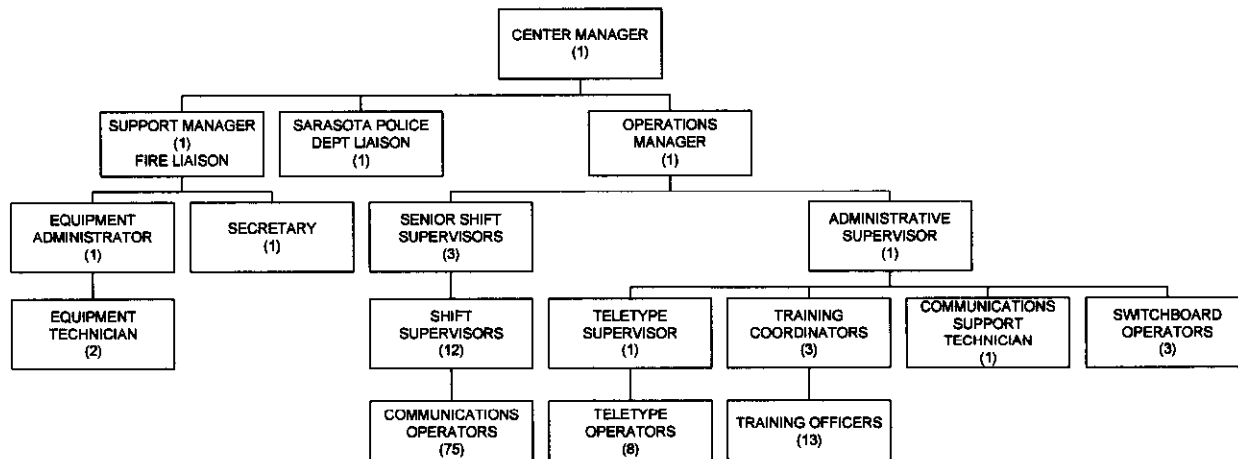 CENTER MANAGER
(1)
SUPPORT MANAGER
(1)
FIRE LIAISON
SARASOTA POLICE
DEPT LIAISON
(1)
OPERATIONS
MANAGER
(1)
EQUIPMENT
ADMINISTRATOR
(1)
SECRETARY
(1)
SENIOR SHIFT
SUPERVISORS
(3)
ADMINISTRATIVE
SUPERVISOR
(1)
EQUIPMENT
TECHNICIAN
(2)
SHIFT
SUPERVISORS
(12)
TELETYPE
SUPERVISOR
(1)
TRAINING
COORDINATORS
(3)
COMMUNICATIONS
SUPPORT
TECHNICIAN
(1)
SWITCHBOARD
OPERATORS
(3)
COMMUNICATIONS
OPERATORS
(75)
TELETYPE
OPERATORS
(8)
TRAINING OFFICERS
(13)